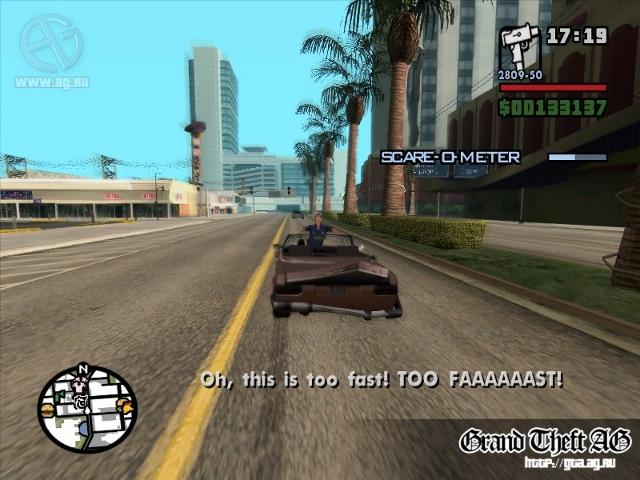 AG
www.ag.ru
17:19
2809-50
$00133137
SCARE-O-METER
N
Oh, this is too fast! TOO FAAAAAAST!
Grand Theft AG
http://gta.ag.ru